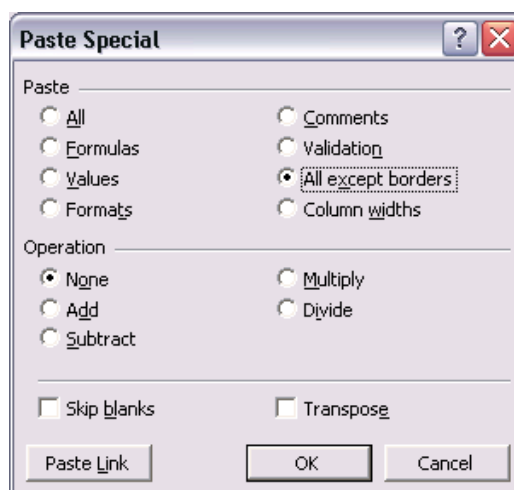 Paste Special
Paste
All
Comments
Formulas
Validation
Values
All except borders
Formats
Column widths
Operation
None
Multiply
Add
Divide
Subtract
Skip blanks
Transpose
Paste Link
OK
Cancel